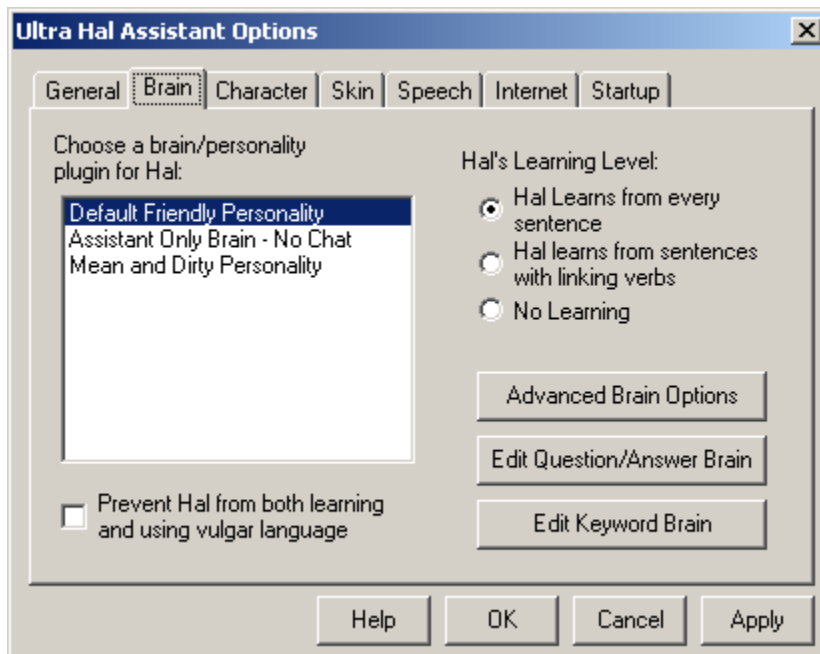 Ultra Hal Assistant Options
General Brain Character Skin Speech Internet Startup
Choose a brain/personality
plugin for Hal:
Default Friendly Personality
Assistant Only Brain - No Chat
Mean and Dirty Personality
Prevent Hal from both learning
and using vulgar language
Hal's Learning Level:
Hal Learns from every
sentence
Hal learns from sentences
with linking verbs
No Learning
Advanced Brain Options
Edit Question/Answer Brain
Edit Keyword Brain
Help OK Cancel Apply